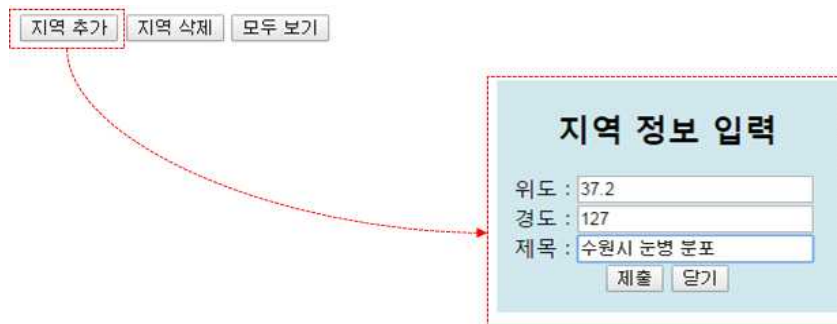 지역 추가 지역 삭제 모두 보기
지역 정보 입력
위도 : 37.2
경도 : 127
제목 : 수원시 눈병 분포
제출 닫기